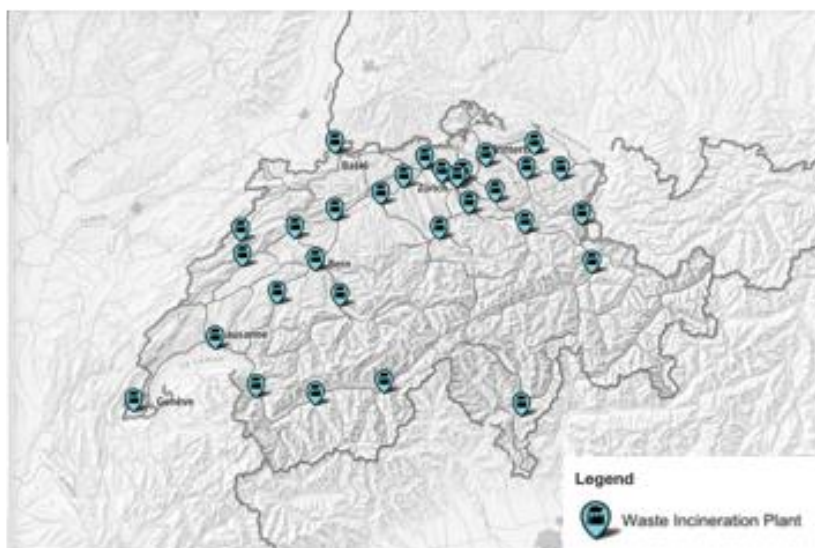 Basel
Zürich
Bern
Lausanne
Genève
Legend
Waste Incineration Plant